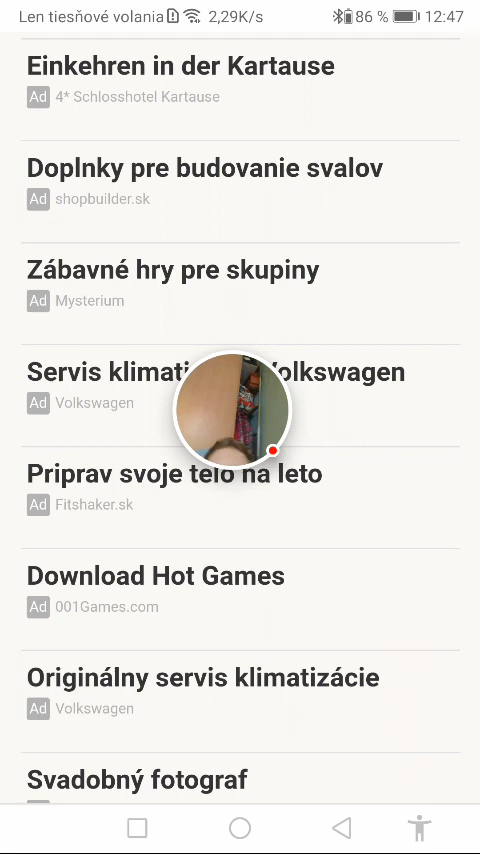 Len tiesňové volania 2,29K/s 86 % 12:47
Einkehren in der Kartause
Ad 4* Schlosshotel Kartause
Doplnky pre budovanie svalov
Ad shopbuilder.sk
Zábavné hry pre skupiny
Ad Mysterium
Servis klimati olkswagen
Ad Volkswagen
Priprav svoje telo na leto
Ad Fitshaker.sk
Download Hot Games
Ad 001Games.com
Originálny servis klimatizácie
Ad Volkswagen
Svadobný fotograf